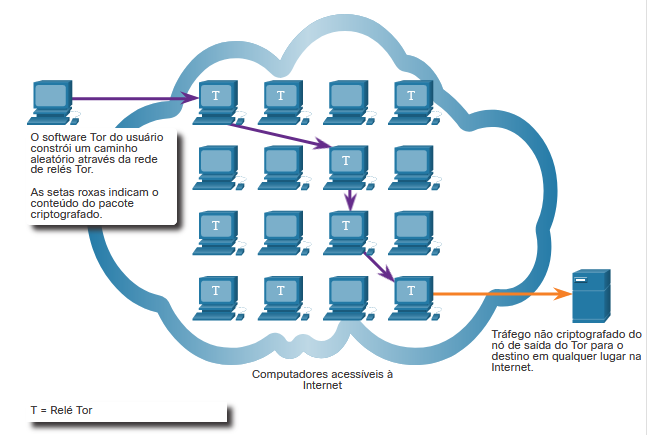 T
T
T
T
T
T
T
T
T
O software Tor do usuário
constrói um caminho
aleatório através da rede
de relés Tor.
As setas roxas indicam o
conteúdo do pacote
criptografado.
Tráfego não criptografado do
nó de saída do Tor para o
destino em qualquer lugar na
Internet.
Computadores acessíveis à
Internet
T = Relé Tor